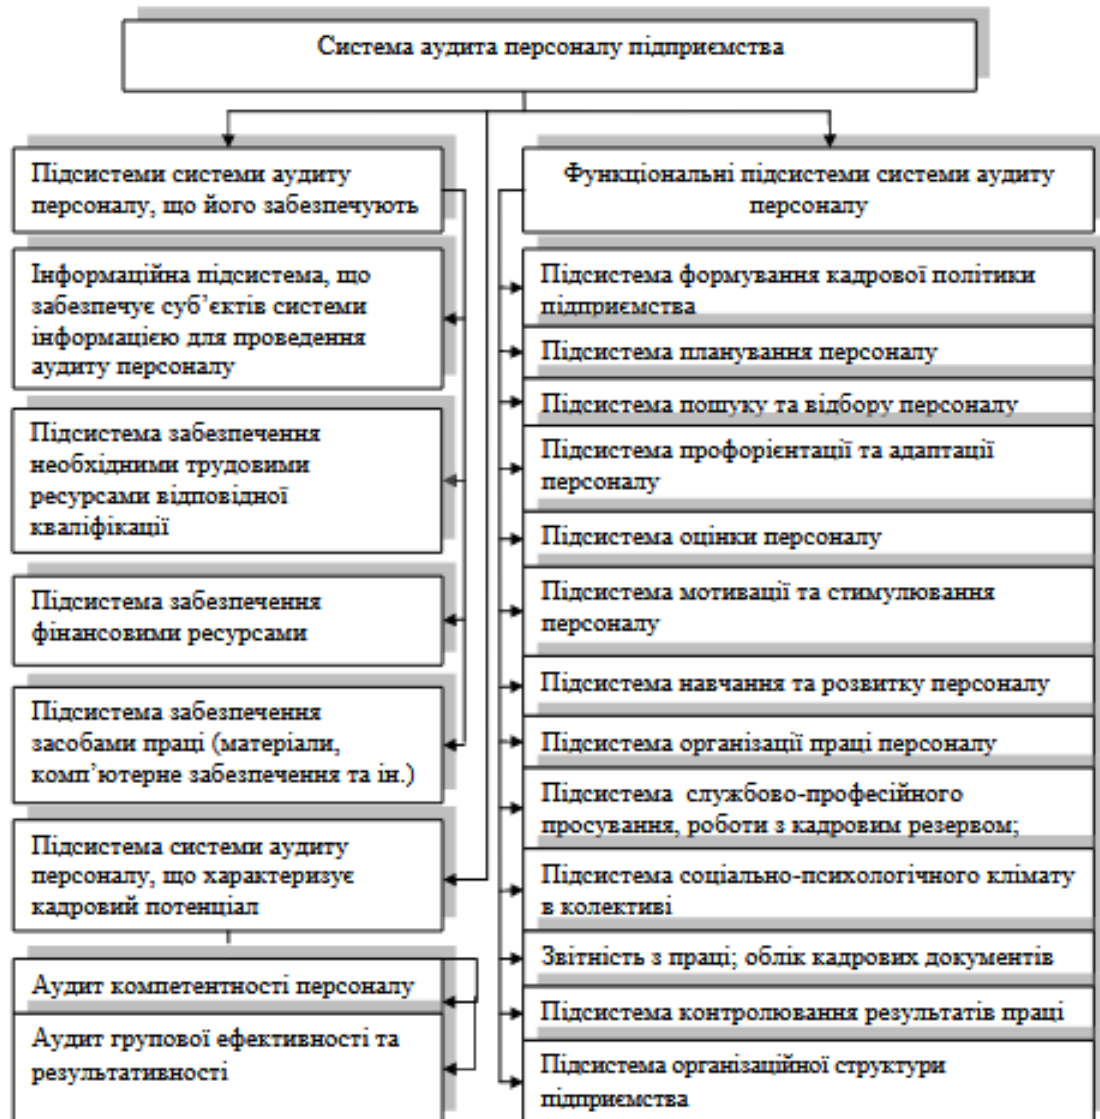 Система аудита персоналу підприємства
Підсистеми системи аудиту
персоналу, що його забезпечують
Інформаційна підсистема, що
забезпечує суб’єктів системи
інформацією для проведення
аудиту персоналу
Підсистема забезпечення
необхідними трудовими
ресурсами відповідної
кваліфікації
Підсистема забезпечення
фінансовими ресурсами
Підсистема забезпечення
засобами праці (матеріали,
комп’ютерне забезпечення та ін.)
Підсистема системи аудиту
персоналу, що характеризує
кадровий потенціал
Аудит компетентності персоналу
Аудит групової ефективності та
результативності
Функціональні підсистеми системи аудиту
персоналу
Підсистема формування кадрової політики
підприємства
Підсистема планування персоналу
Підсистема пошуку та відбору персоналу
Підсистема профорієнтації та адаптації
персоналу
Підсистема оцінки персоналу
Підсистема мотивації та стимулювання
персоналу
Підсистема навчання та розвитку персоналу
Підсистема організації праці персоналу
Підсистема службово-професійного
просування, роботи з кадровим резервом;
Підсистема соціально-психологічного клімату
в колективі
Звітність з праці; облік кадрових документів
Підсистема контролювання результатів праці
Підсистема організаційної структури
підприємства